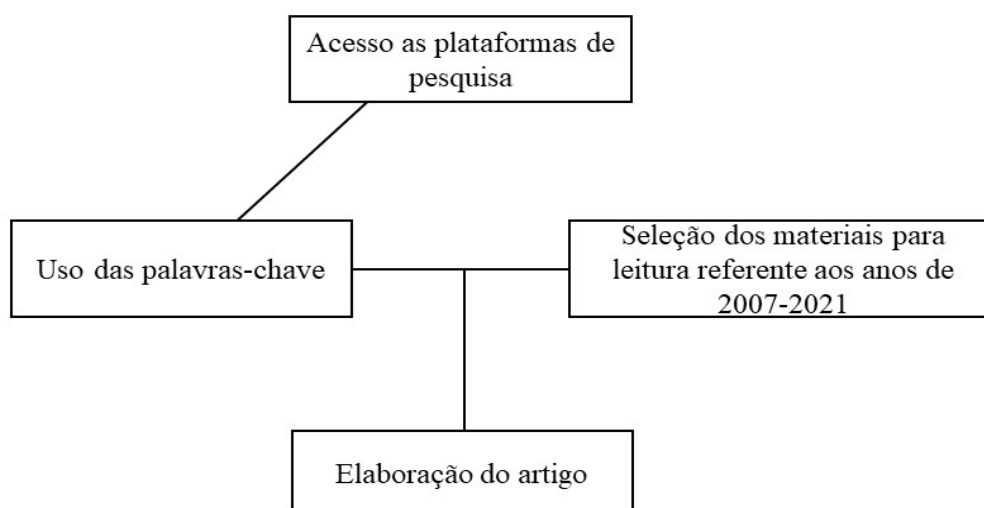 Acesso as plataformas de
pesquisa
Uso das palavras-chave
Seleção dos materiais para
leitura referente aos anos de
2007-2021
Elaboração do artigo